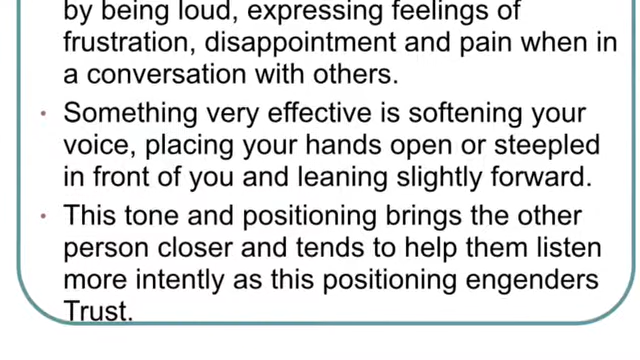 by being loud, expressing feelings of
frustration, disappointment and pain when in
a conversation with others.
• Something very effective is softening your
voice, placing your hands open or steepled
in front of you and leaning slightly forward.
• This tone and positioning brings the other
person closer and tends to help them listen
more intently as this positioning engenders
Trust.